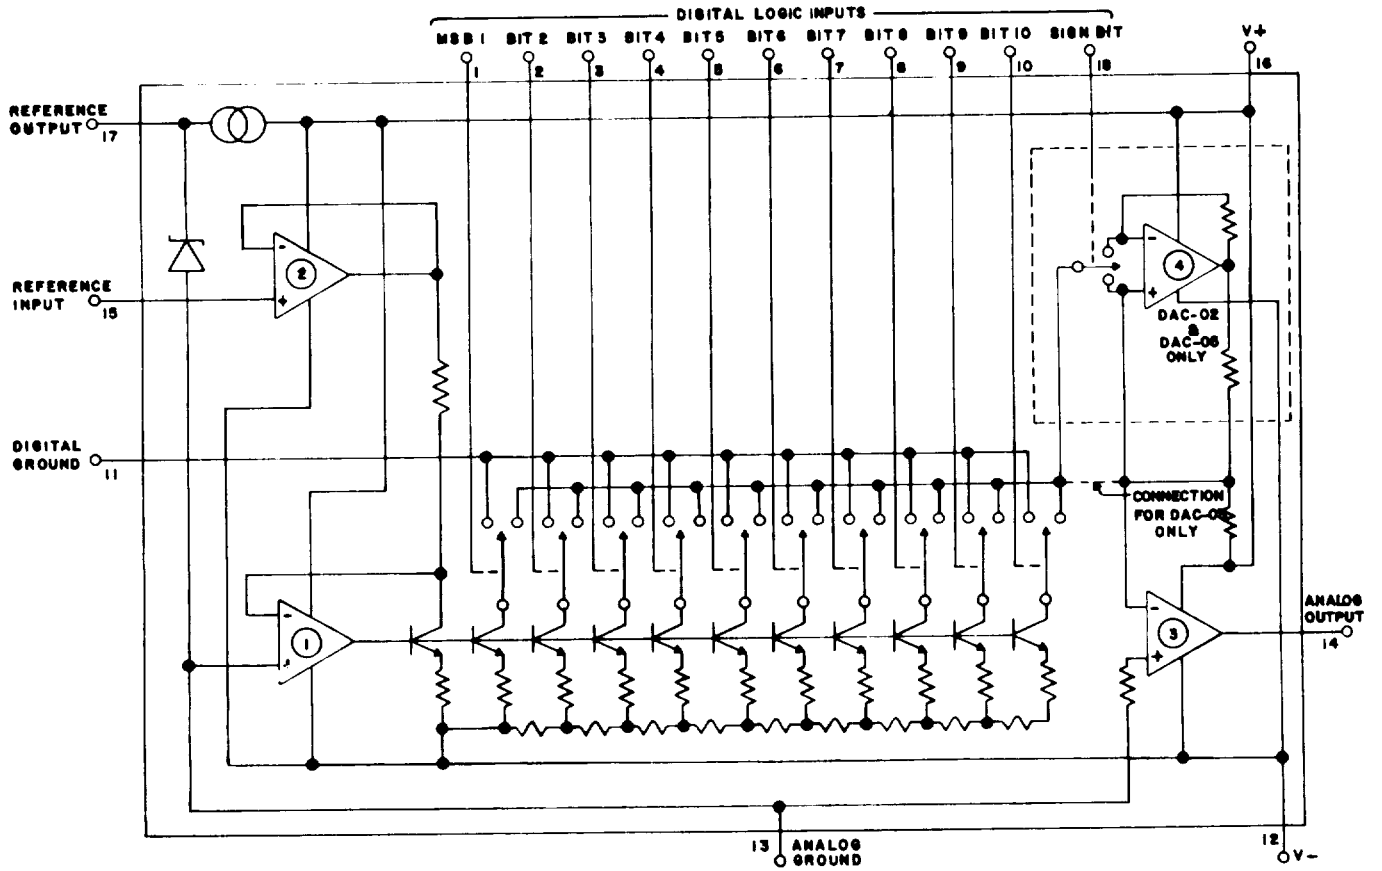 DIGITAL LOGIC INPUTS
MSB 1 BIT 2 BIT 3 BIT 4 BIT 5 BIT 6 BIT 7 BIT 8 BIT 9 BIT 10 SIGN BIT V+
1 2 3 4 5 6 7 8 9 10 18 16
REFERENCE
OUTPUT
17
REFERENCE
INPUT
15
2
4
DAC-02
&
DAC-05
ONLY
DIGITAL
GROUND
11
CONNECTION
FOR DAC-
ONLY
1
3
ANALOG
OUTPUT
14
13 ANALOG
GROUND
12
V-